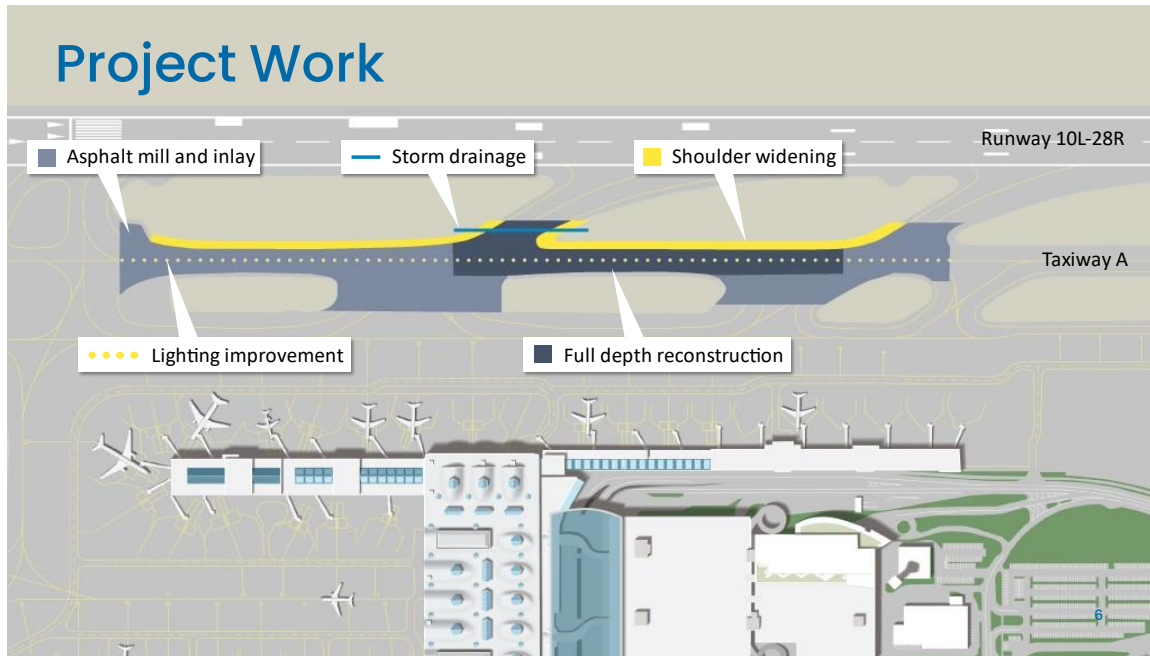 Project Work
Runway 10L-28R
Asphalt mill and inlay
Storm drainage
Shoulder widening
Taxiway A
Lighting improvement
Full depth reconstruction
6